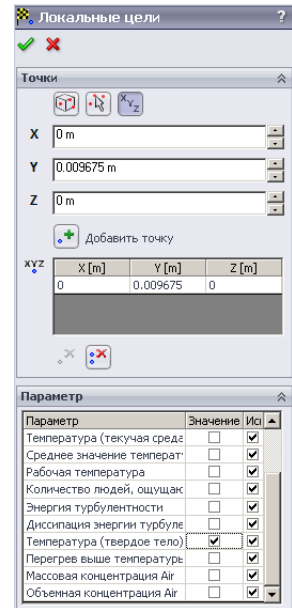 Локальные цели ?
Точки
X 0 m
Y 0.009675 m
Z 0 m
Добавить точку
X [m] Y [m] Z [m]
0 0.009675 0
Параметр
Параметр Значение Ис
Температура (текучая среда
Среднее значение температ
Рабочая температура
Количество людей, ощущаю
Энергия турбулентности
Диссипация энергии турбуле
Температура (твердое тело)
Перегрев выше температурь
Массовая концентрация Air
Объемная концентрация Air